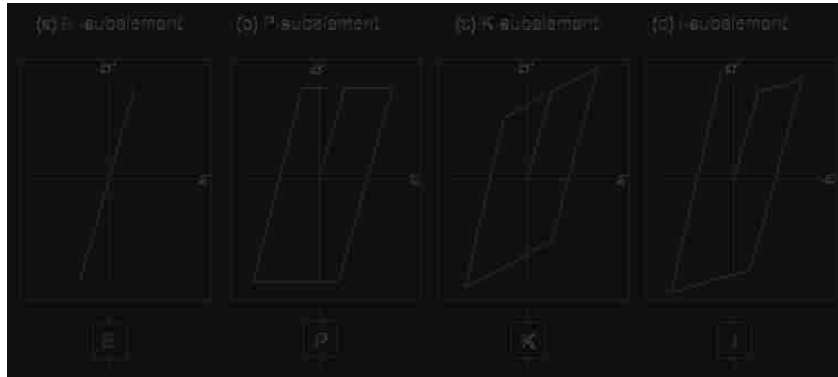 (a) E-subelement (b) P-subelement (c) K-subelement (d) I-subelement
σ σ σ σ
E P K I